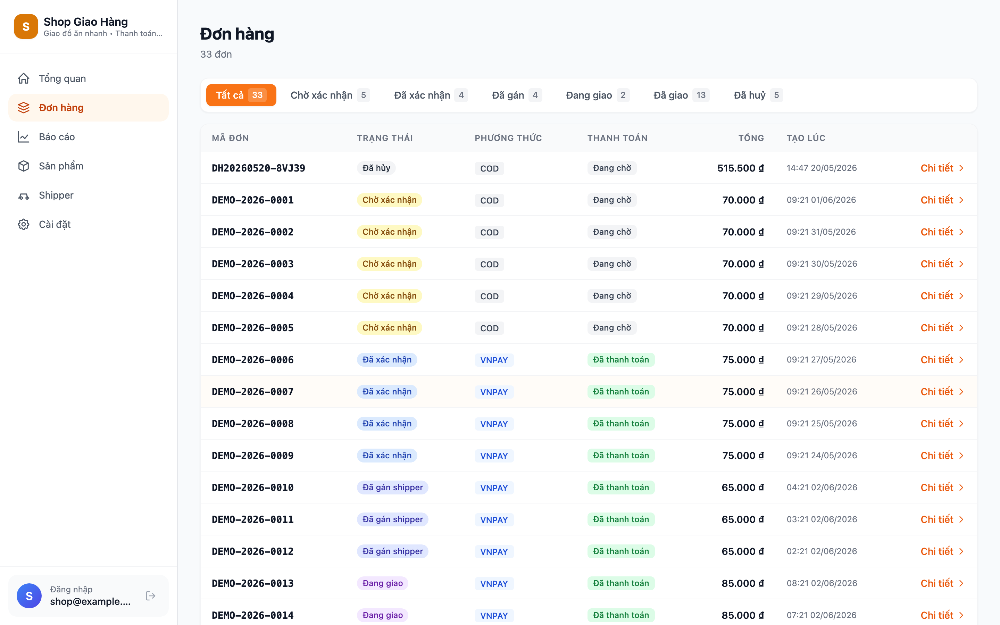 S
Shop Giao Hàng
Giao đồ ăn nhanh • Thanh toán...
Tổng quan
Đơn hàng
Báo cáo
Sản phẩm
Shipper
Cài đặt
S
Đăng nhập
shop@example....
Đơn hàng
33 đơn
Tất cả 33 Chờ xác nhận 5 Đã xác nhận 4 Đã gán 4 Đang giao 2 Đã giao 13 Đã huỷ 5
MÃ ĐƠN TRẠNG THÁI PHƯƠNG THỨC THANH TOÁN TỔNG TẠO LÚC
DH20260520-8VJ39 Đã hủy COD Đang chờ 515.500 ₫ 14:47 20/05/2026 Chi tiết
DEMO-2026-0001 Chờ xác nhận COD Đang chờ 70.000 ₫ 09:21 01/06/2026 Chi tiết
DEMO-2026-0002 Chờ xác nhận COD Đang chờ 70.000 ₫ 09:21 31/05/2026 Chi tiết
DEMO-2026-0003 Chờ xác nhận COD Đang chờ 70.000 ₫ 09:21 30/05/2026 Chi tiết
DEMO-2026-0004 Chờ xác nhận COD Đang chờ 70.000 ₫ 09:21 29/05/2026 Chi tiết
DEMO-2026-0005 Chờ xác nhận COD Đang chờ 70.000 ₫ 09:21 28/05/2026 Chi tiết
DEMO-2026-0006 Đã xác nhận VNPAY Đã thanh toán 75.000 ₫ 09:21 27/05/2026 Chi tiết
DEMO-2026-0007 Đã xác nhận VNPAY Đã thanh toán 75.000 ₫ 09:21 26/05/2026 Chi tiết
DEMO-2026-0008 Đã xác nhận VNPAY Đã thanh toán 75.000 ₫ 09:21 25/05/2026 Chi tiết
DEMO-2026-0009 Đã xác nhận VNPAY Đã thanh toán 75.000 ₫ 09:21 24/05/2026 Chi tiết
DEMO-2026-0010 Đã gán shipper VNPAY Đã thanh toán 65.000 ₫ 04:21 02/06/2026 Chi tiết
DEMO-2026-0011 Đã gán shipper VNPAY Đã thanh toán 65.000 ₫ 03:21 02/06/2026 Chi tiết
DEMO-2026-0012 Đã gán shipper VNPAY Đã thanh toán 65.000 ₫ 02:21 02/06/2026 Chi tiết
DEMO-2026-0013 Đang giao VNPAY Đã thanh toán 85.000 ₫ 08:21 02/06/2026 Chi tiết
DEMO-2026-0014 Đang giao VNPAY Đã thanh toán 85.000 ₫ 07:21 02/06/2026 Chi tiết